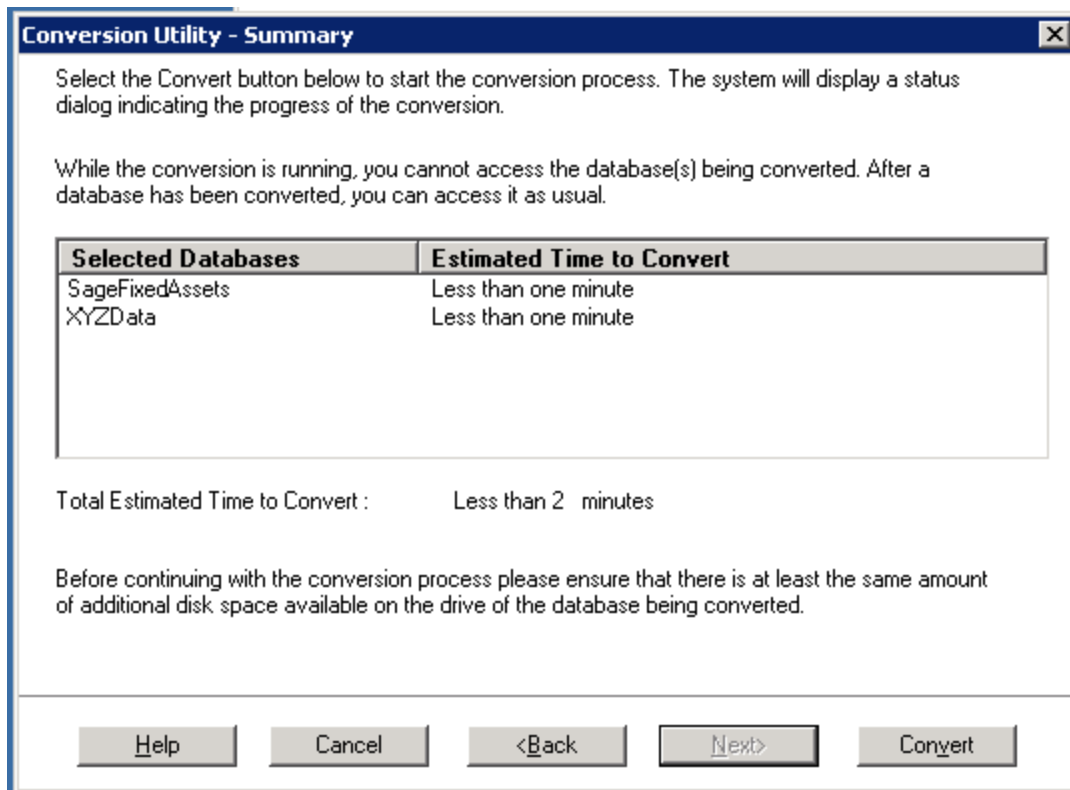 Conversion Utility - Summary
Select the Convert button below to start the conversion process. The system will display a status
dialog indicating the progress of the conversion.
While the conversion is running, you cannot access the database(s) being converted. After a
database has been converted, you can access it as usual.
Selected Databases Estimated Time to Convert
SageFixedAssets Less than one minute
XYZData Less than one minute
Total Estimated Time to Convert : Less than 2 minutes
Before continuing with the conversion process please ensure that there is at least the same amount
of additional disk space available on the drive of the database being converted.
Help Cancel <Back Next> Convert